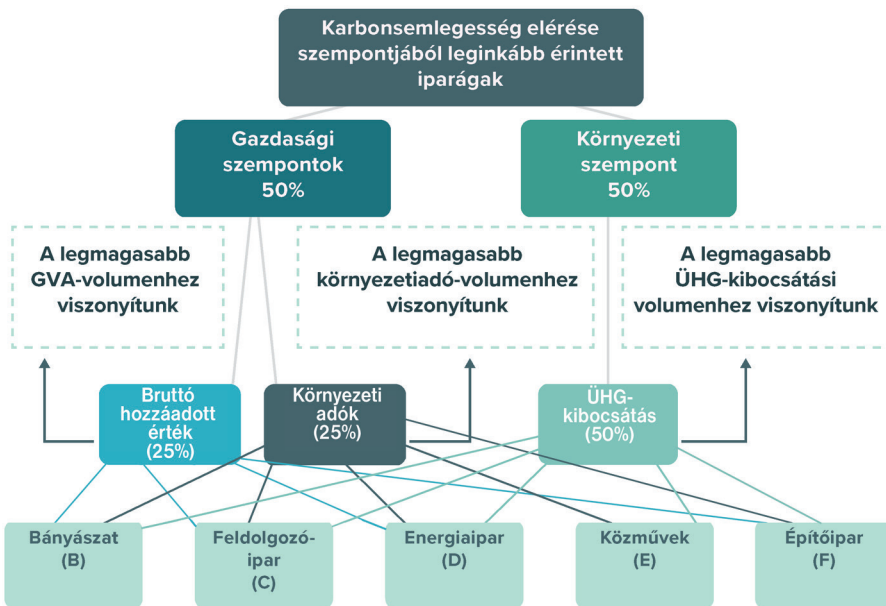 Karbonsemlegesség elérése
szempontjából leginkább érintett
iparágak
Gazdasági
szempontok
50%
Környezeti
szempont
50%
A legmagasabb
GVA-volumenhez
viszonyítunk
A legmagasabb
környezetiadó-volumenhez
viszonyítunk
A legmagasabb
ÜHG-kibocsátási
volumenhez viszonyítunk
Bruttó
hozzáadott
érték
(25%)
Környezeti
adók
(25%)
ÜHG-
kibocsátás
(50%)
Bányászat
(B)
Feldolgozó-
ipar
(C)
Energiaipar
(D)
Közművek
(E)
Építőipar
(F)